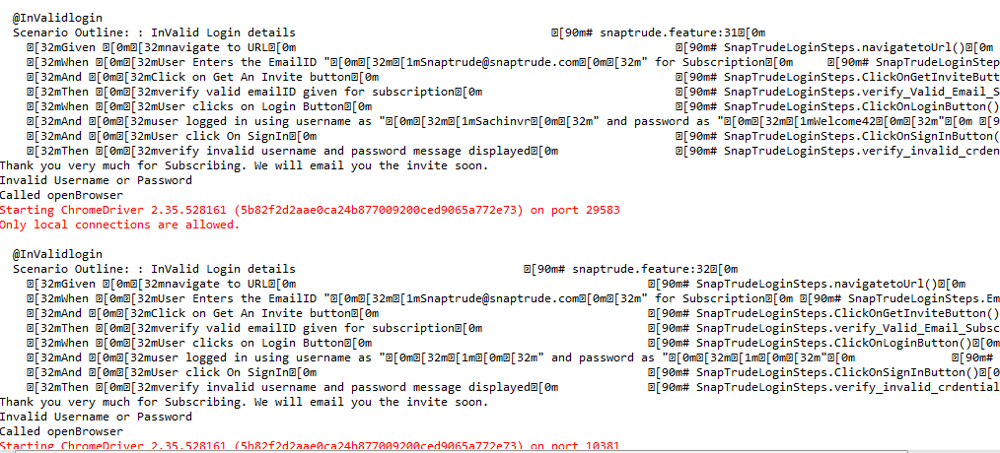 @InValidlogin
Scenario Outline: : InValid Login details �[90m# snaptrude.feature:31�[0m
�[32mGiven �[0m�[32mnavigate to URL�[0m �[90m# SnapTrudeLoginSteps.navigatetoUrl()�[0m
�[32mWhen �[0m�[32mUser Enters the EmailID "�[0m�[32m�[1mSnaptrude@snaptrude.com�[0m�[32m" for Subscription�[0m �[90m# SnapTrudeLoginStep
�[32mAnd �[0m�[32mClick on Get An Invite button�[0m �[90m# SnapTrudeLoginSteps.ClickOnGetInviteButt
�[32mThen �[0m�[32mverify valid emailID given for subscription�[0m �[90m# SnapTrudeLoginSteps.verify_Valid_Email_S
�[32mWhen �[0m�[32mUser clicks on Login Button�[0m �[90m# SnapTrudeLoginSteps.ClickOnLoginButton()
�[32mAnd �[0m�[32muser logged in using username as "�[0m�[32m�[1mSachinvr�[0m�[32m" and password as "�[0m�[32m�[1mWelcome42�[0m�[32m"�[0m �[9
�[32mAnd �[0m�[32mUser click On SignIn�[0m �[90m# SnapTrudeLoginSteps.ClickOnSignInButton(
�[32mThen �[0m�[32mverify invalid username and password message displayed�[0m �[90m# SnapTrudeLoginSteps.verify_invalid_crden
Thank you very much for Subscribing. We will email you the invite soon.
Invalid Username or Password
Called openBrowser
Starting ChromeDriver 2.35.528161 (5b82f2d2aae0ca24b877009200ced9065a772e73) on port 29583
Only local connections are allowed.
@InValidlogin
Scenario Outline: : InValid Login details �[90m# snaptrude.feature:32�[0m
�[32mGiven �[0m�[32mnavigate to URL�[0m �[90m# SnapTrudeLoginSteps.navigatetoUrl()�[0m
�[32mWhen �[0m�[32mUser Enters the EmailID "�[0m�[32m�[1mSnaptrude@snaptrude.com�[0m�[32m" for Subscription�[0m �[90m# SnapTrudeLoginSteps.Em
�[32mAnd �[0m�[32mClick on Get An Invite button�[0m �[90m# SnapTrudeLoginSteps.ClickOnGetInviteButton()
�[32mThen �[0m�[32mverify valid emailID given for subscription�[0m �[90m# SnapTrudeLoginSteps.verify_Valid_Email_Subsc
�[32mWhen �[0m�[32mUser clicks on Login Button�[0m �[90m# SnapTrudeLoginSteps.ClickOnLoginButton()�[0m
�[32mAnd �[0m�[32muser logged in using username as "�[0m�[32m�[1m�[0m�[32m" and password as "�[0m�[32m�[1m�[0m�[32m"�[0m �[90m#
�[32mAnd �[0m�[32mUser click On SignIn�[0m �[90m# SnapTrudeLoginSteps.ClickOnSignInButton()�[0
�[32mThen �[0m�[32mverify invalid username and password message displayed�[0m �[90m# SnapTrudeLoginSteps.verify_invalid_crdential
Thank you very much for Subscribing. We will email you the invite soon.
Invalid Username or Password
Called openBrowser
Starting ChromeDriver 2.35.528161 (5b82f2d2aae0ca24b877009200ced9065a772e73) on port 10381